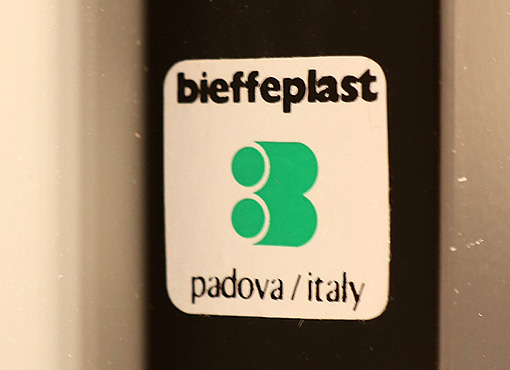 bieffeplast
padova / italy